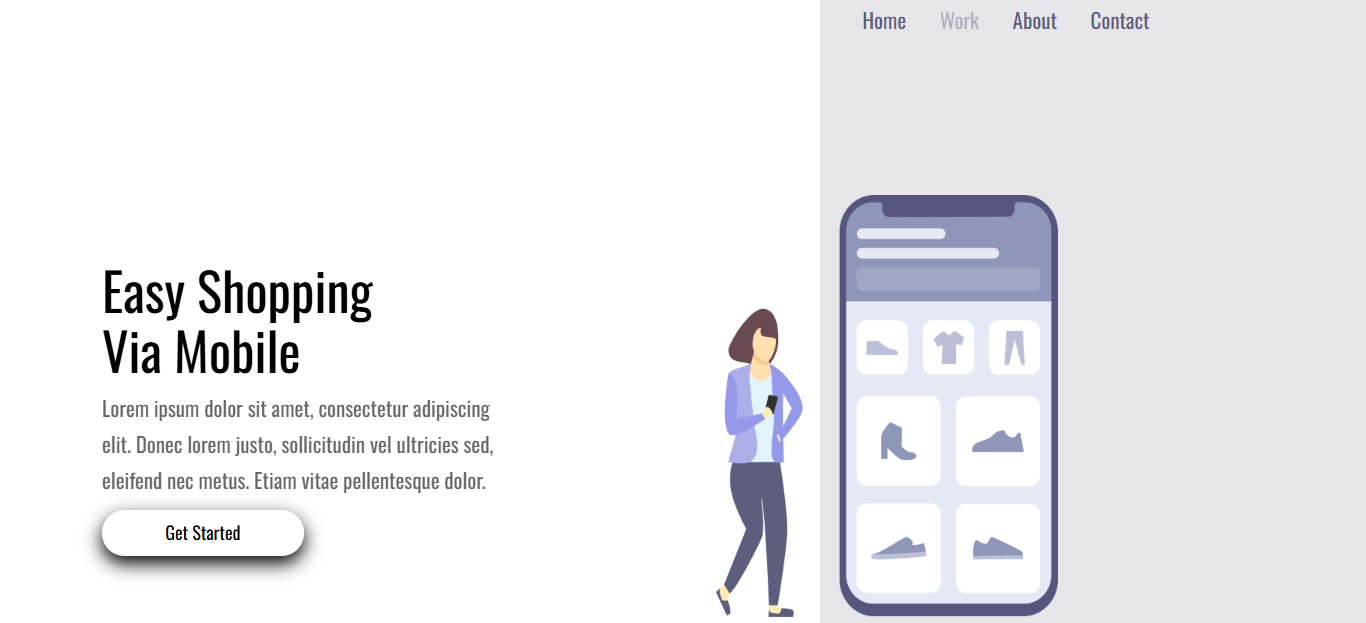 Home Work About Contact
Easy Shopping
Via Mobile
Lorem ipsum dolor sit amet, consectetur adipiscing
elit. Donec lorem justo, sollicitudin vel ultricies sed,
eleifend nec metus. Etiam vitae pellentesque dolor.
Get Started